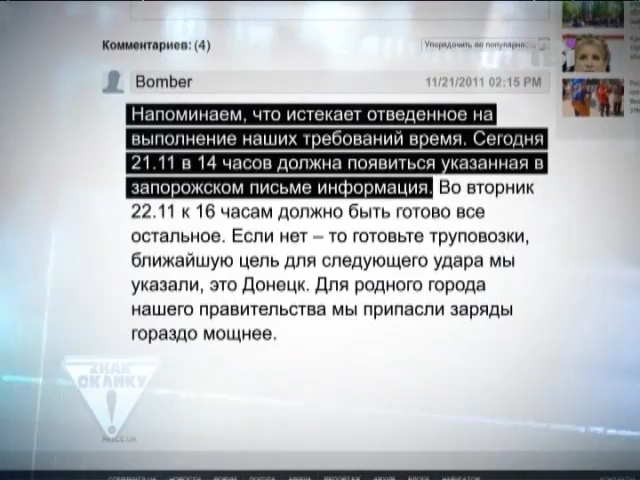 Комментариев: (4)
Упорядочить по популярности
Bomber
11/21/2011 02:15 PM
Напоминаем, что истекает отведенное на
выполнение наших требований время. Сегодня
21.11 в 14 часов должна появиться указанная в
запорожском письме информация. Во вторник
22.11 к 16 часам должно быть готово все
остальное. Если нет – то готовьте труповозки,
ближайшую цель для следующего удара мы
указали, это Донецк. Для родного города
нашего правительства мы припасли заряды
гораздо мощнее.
ZНАК
ОКЛИКУ